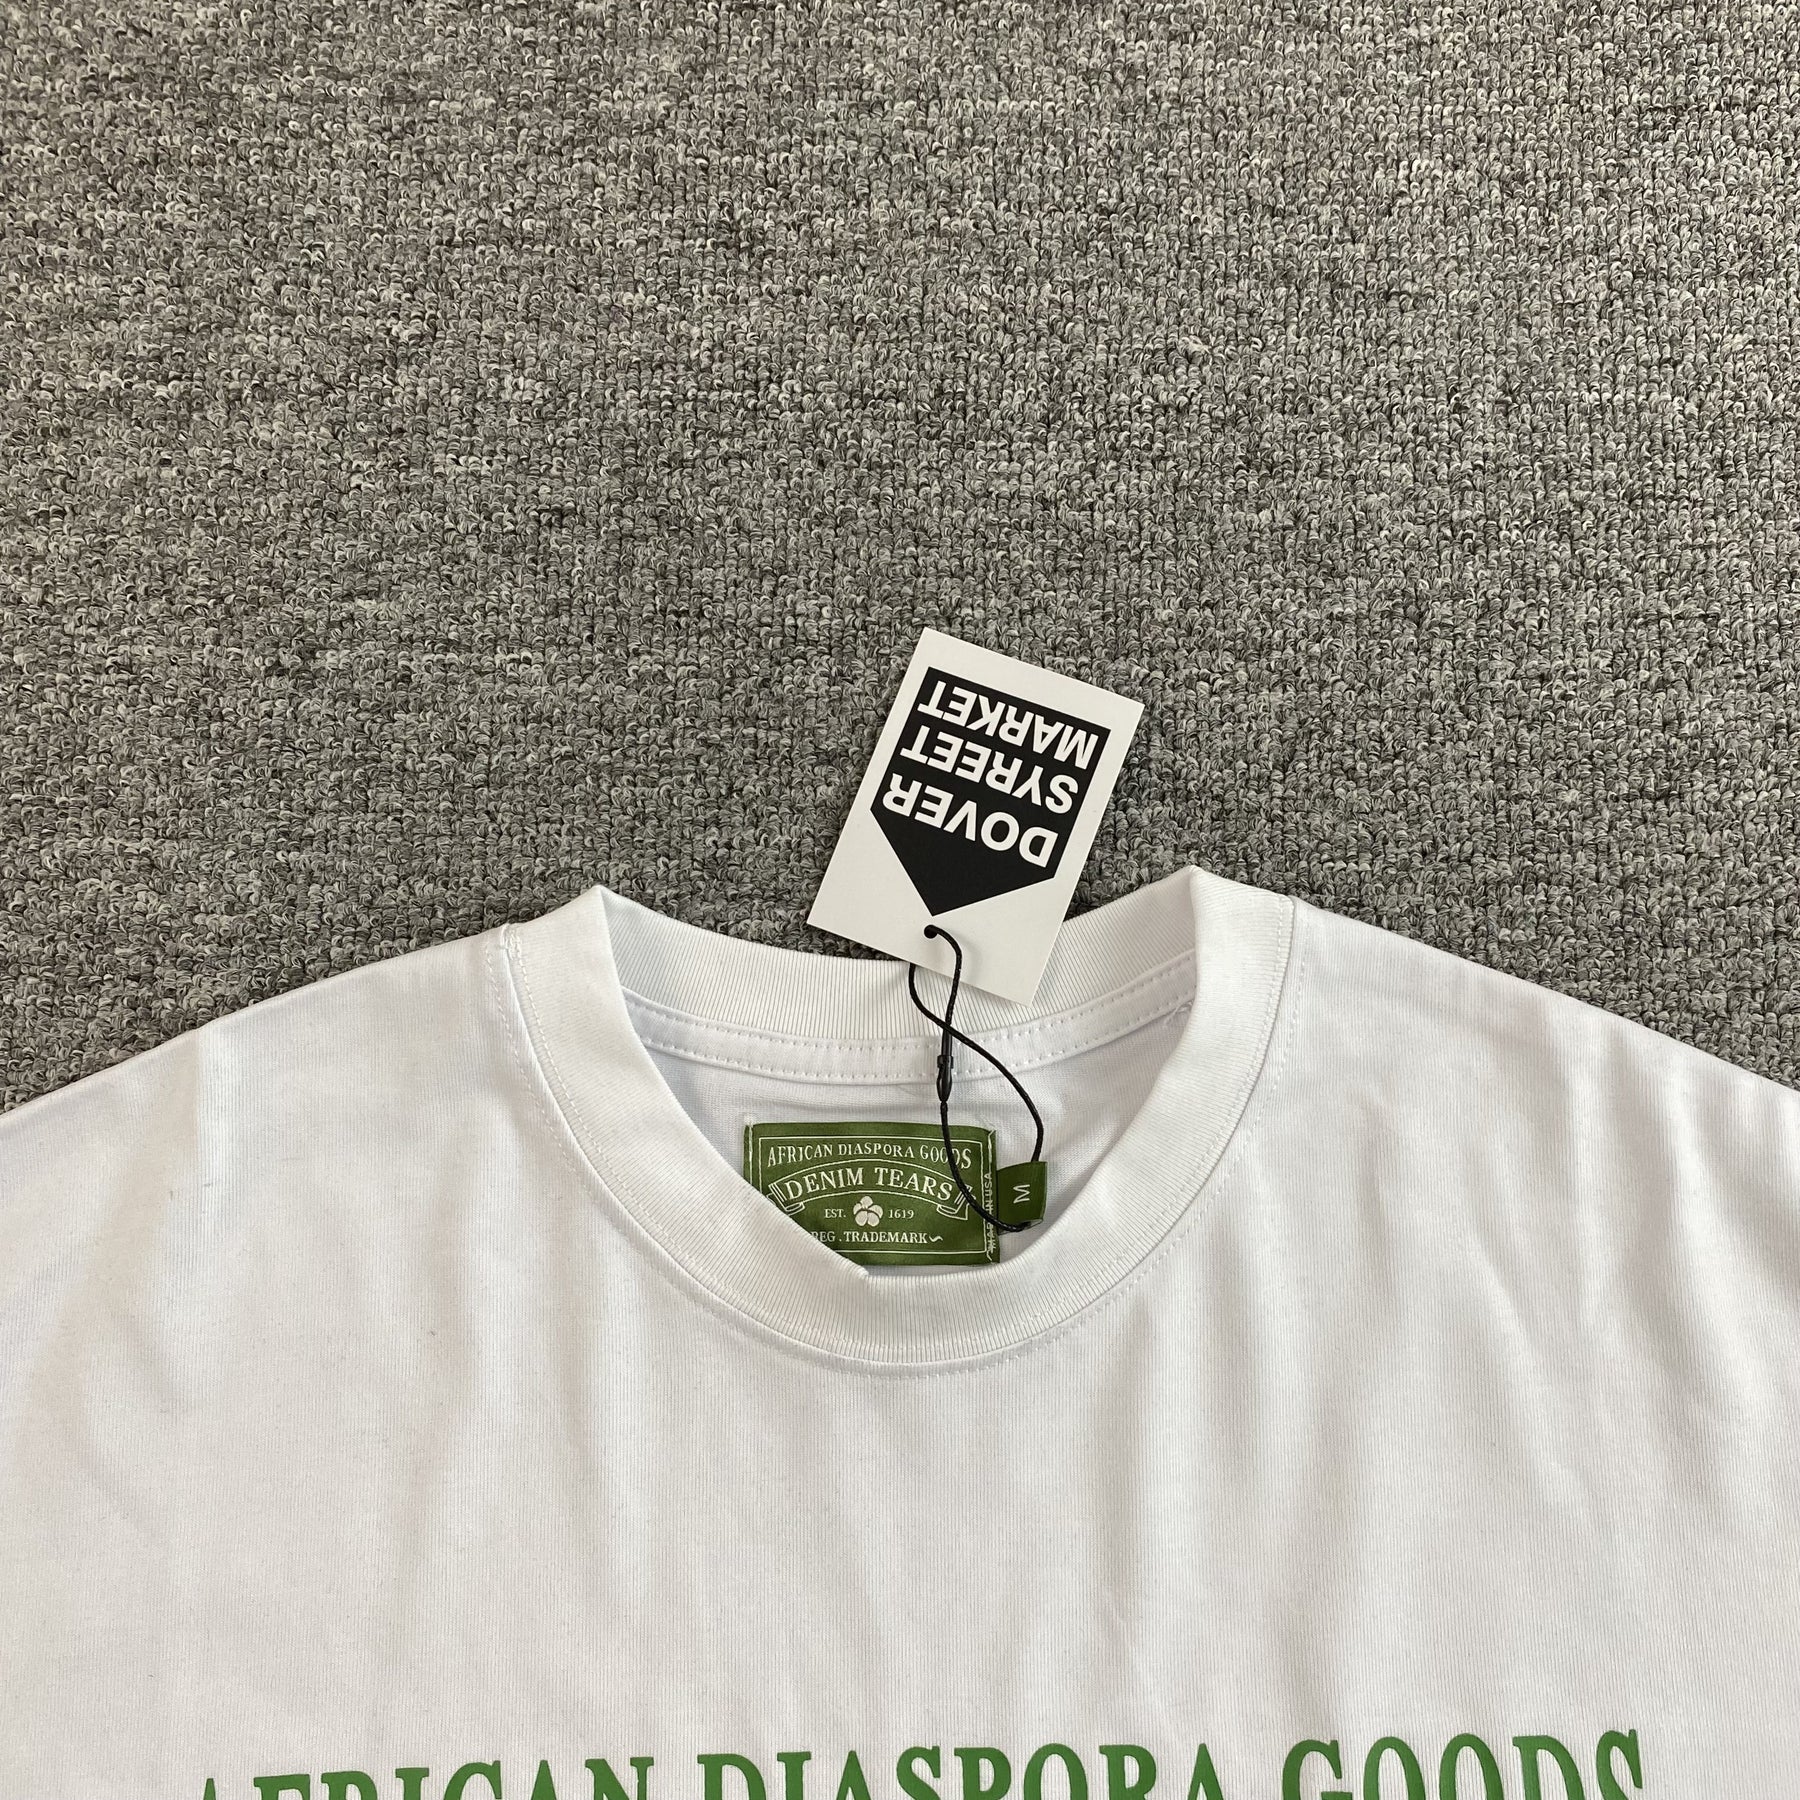 DOVER
SYREET
MARKET
AFRICAN DIASPORA GOODS
DENIM TEARS
EST. 1619
REG. TRADEMARK
M
AFRICAN DIASPORA GOODS